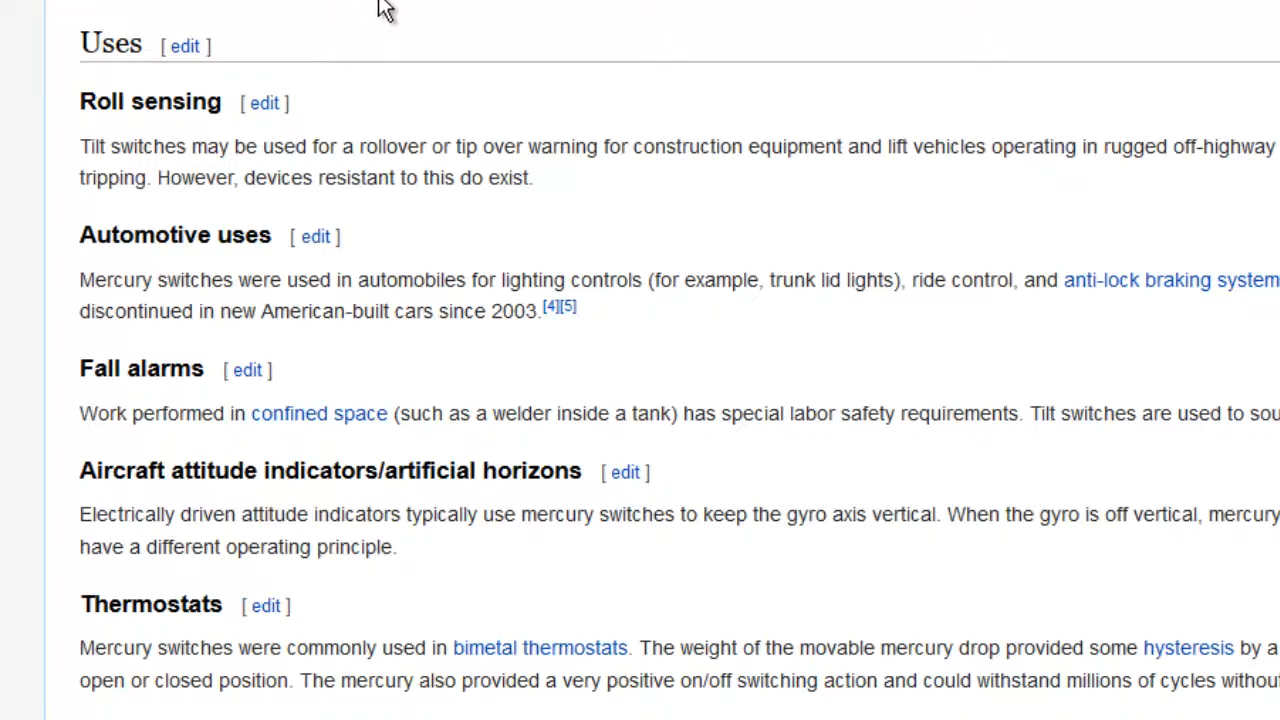 Uses [ edit ]
Roll sensing [ edit ]
Tilt switches may be used for a rollover or tip over warning for construction equipment and lift vehicles operating in rugged off-highway
tripping. However, devices resistant to this do exist.
Automotive uses [ edit ]
Mercury switches were used in automobiles for lighting controls (for example, trunk lid lights), ride control, and anti-lock braking system
discontinued in new American-built cars since 2003.[4][5]
Fall alarms [ edit ]
Work performed in confined space (such as a welder inside a tank) has special labor safety requirements. Tilt switches are used to sou
Aircraft attitude indicators/artificial horizons [ edit ]
Electrically driven attitude indicators typically use mercury switches to keep the gyro axis vertical. When the gyro is off vertical, mercury
have a different operating principle.
Thermostats [ edit ]
Mercury switches were commonly used in bimetal thermostats. The weight of the movable mercury drop provided some hysteresis by a
open or closed position. The mercury also provided a very positive on/off switching action and could withstand millions of cycles withou